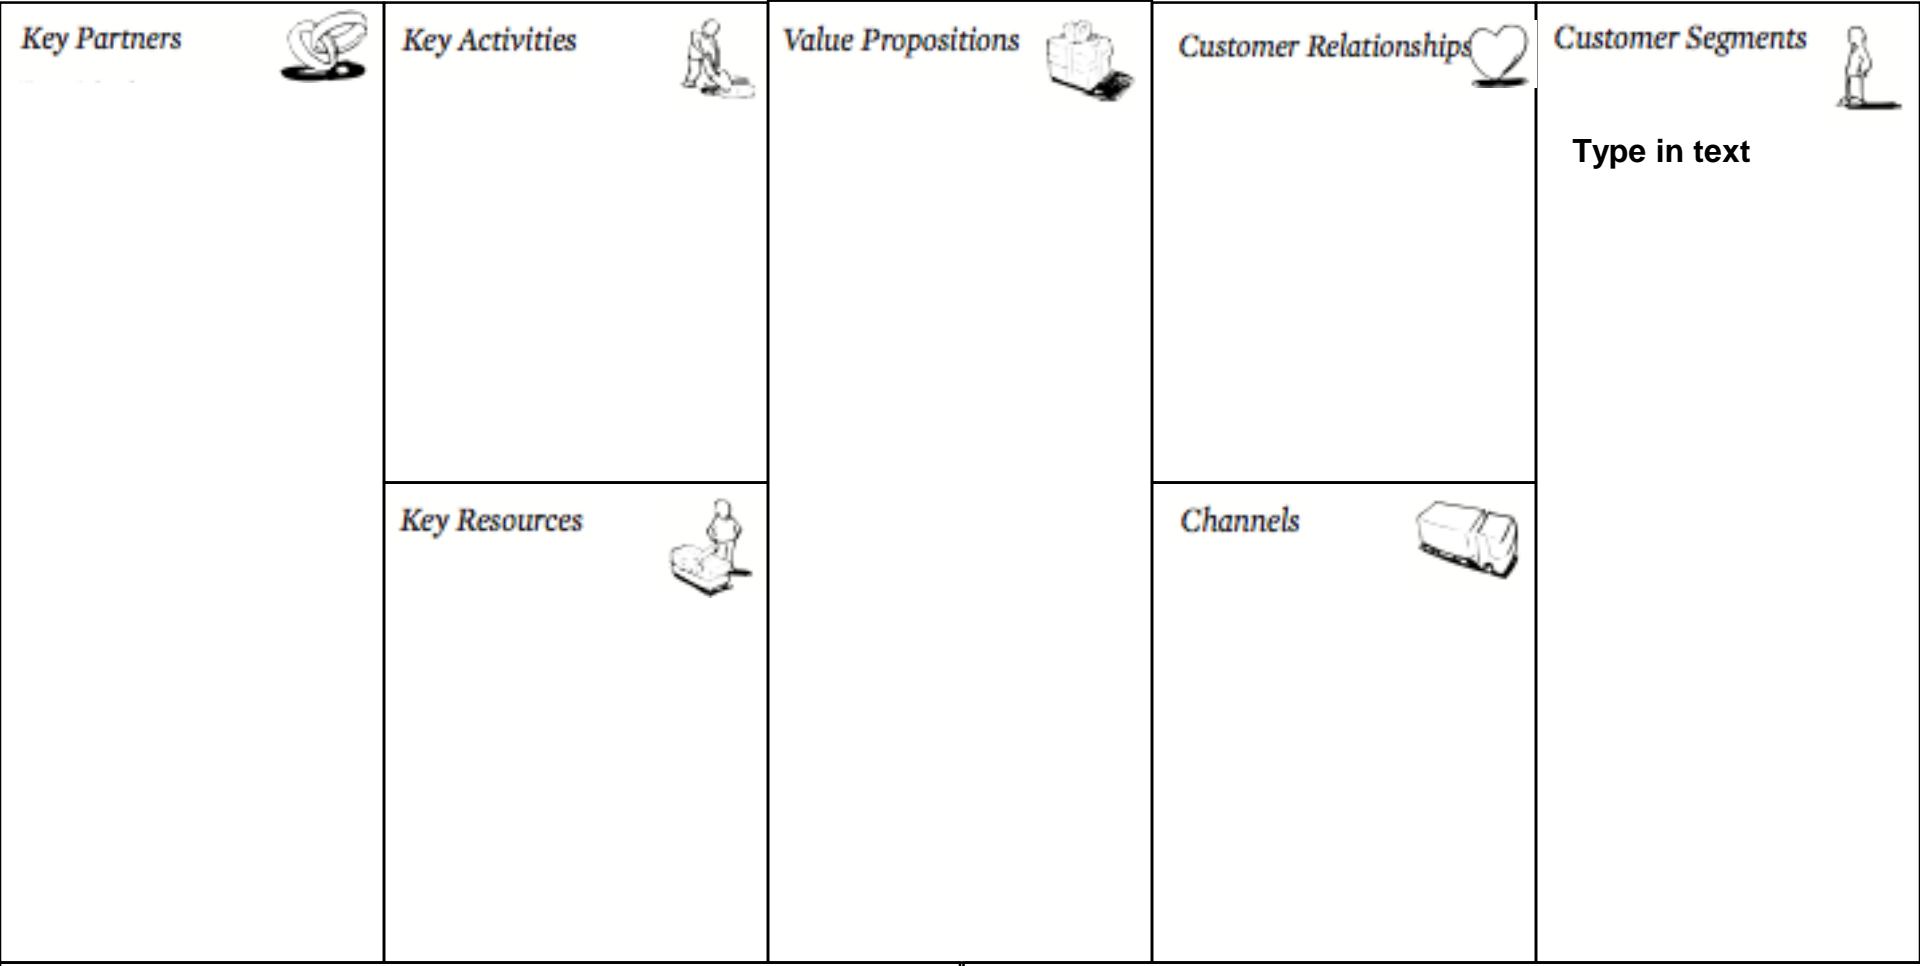 Key Partners
Key Activities
Value Propositions
Customer Relationships
Customer Segments
Type in text
Key Resources
Channels